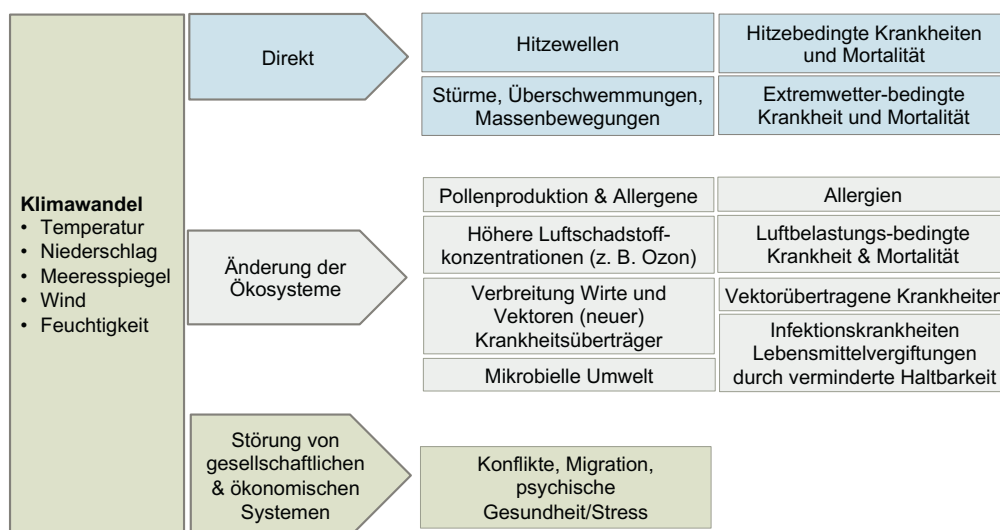 Klimawandel
• Temperatur
• Niederschlag
• Meeresspiegel
• Wind
• Feuchtigkeit
Direkt
Hitzewellen
Hitzebedingte Krankheiten
und Mortalität
Stürme, Überschwemmungen,
Massenbewegungen
Extremwetter-bedingte
Krankheit und Mortalität
Änderung der
Ökosysteme
Pollenproduktion & Allergene
Allergien
Höhere Luftschadstoff-
konzentrationen (z. B. Ozon)
Luftbelastungs-bedingte
Krankheit & Mortalität
Verbreitung Wirte und
Vektoren (neuer)
Krankheitsüberträger
Vektorübertragene Krankheiten
Mikrobielle Umwelt
Infektionskrankheiten
Lebensmittelvergiftungen
durch verminderte Haltbarkeit
Störung von
gesellschaftlichen
& ökonomischen
Systemen
Konflikte, Migration,
psychische
Gesundheit/Stress